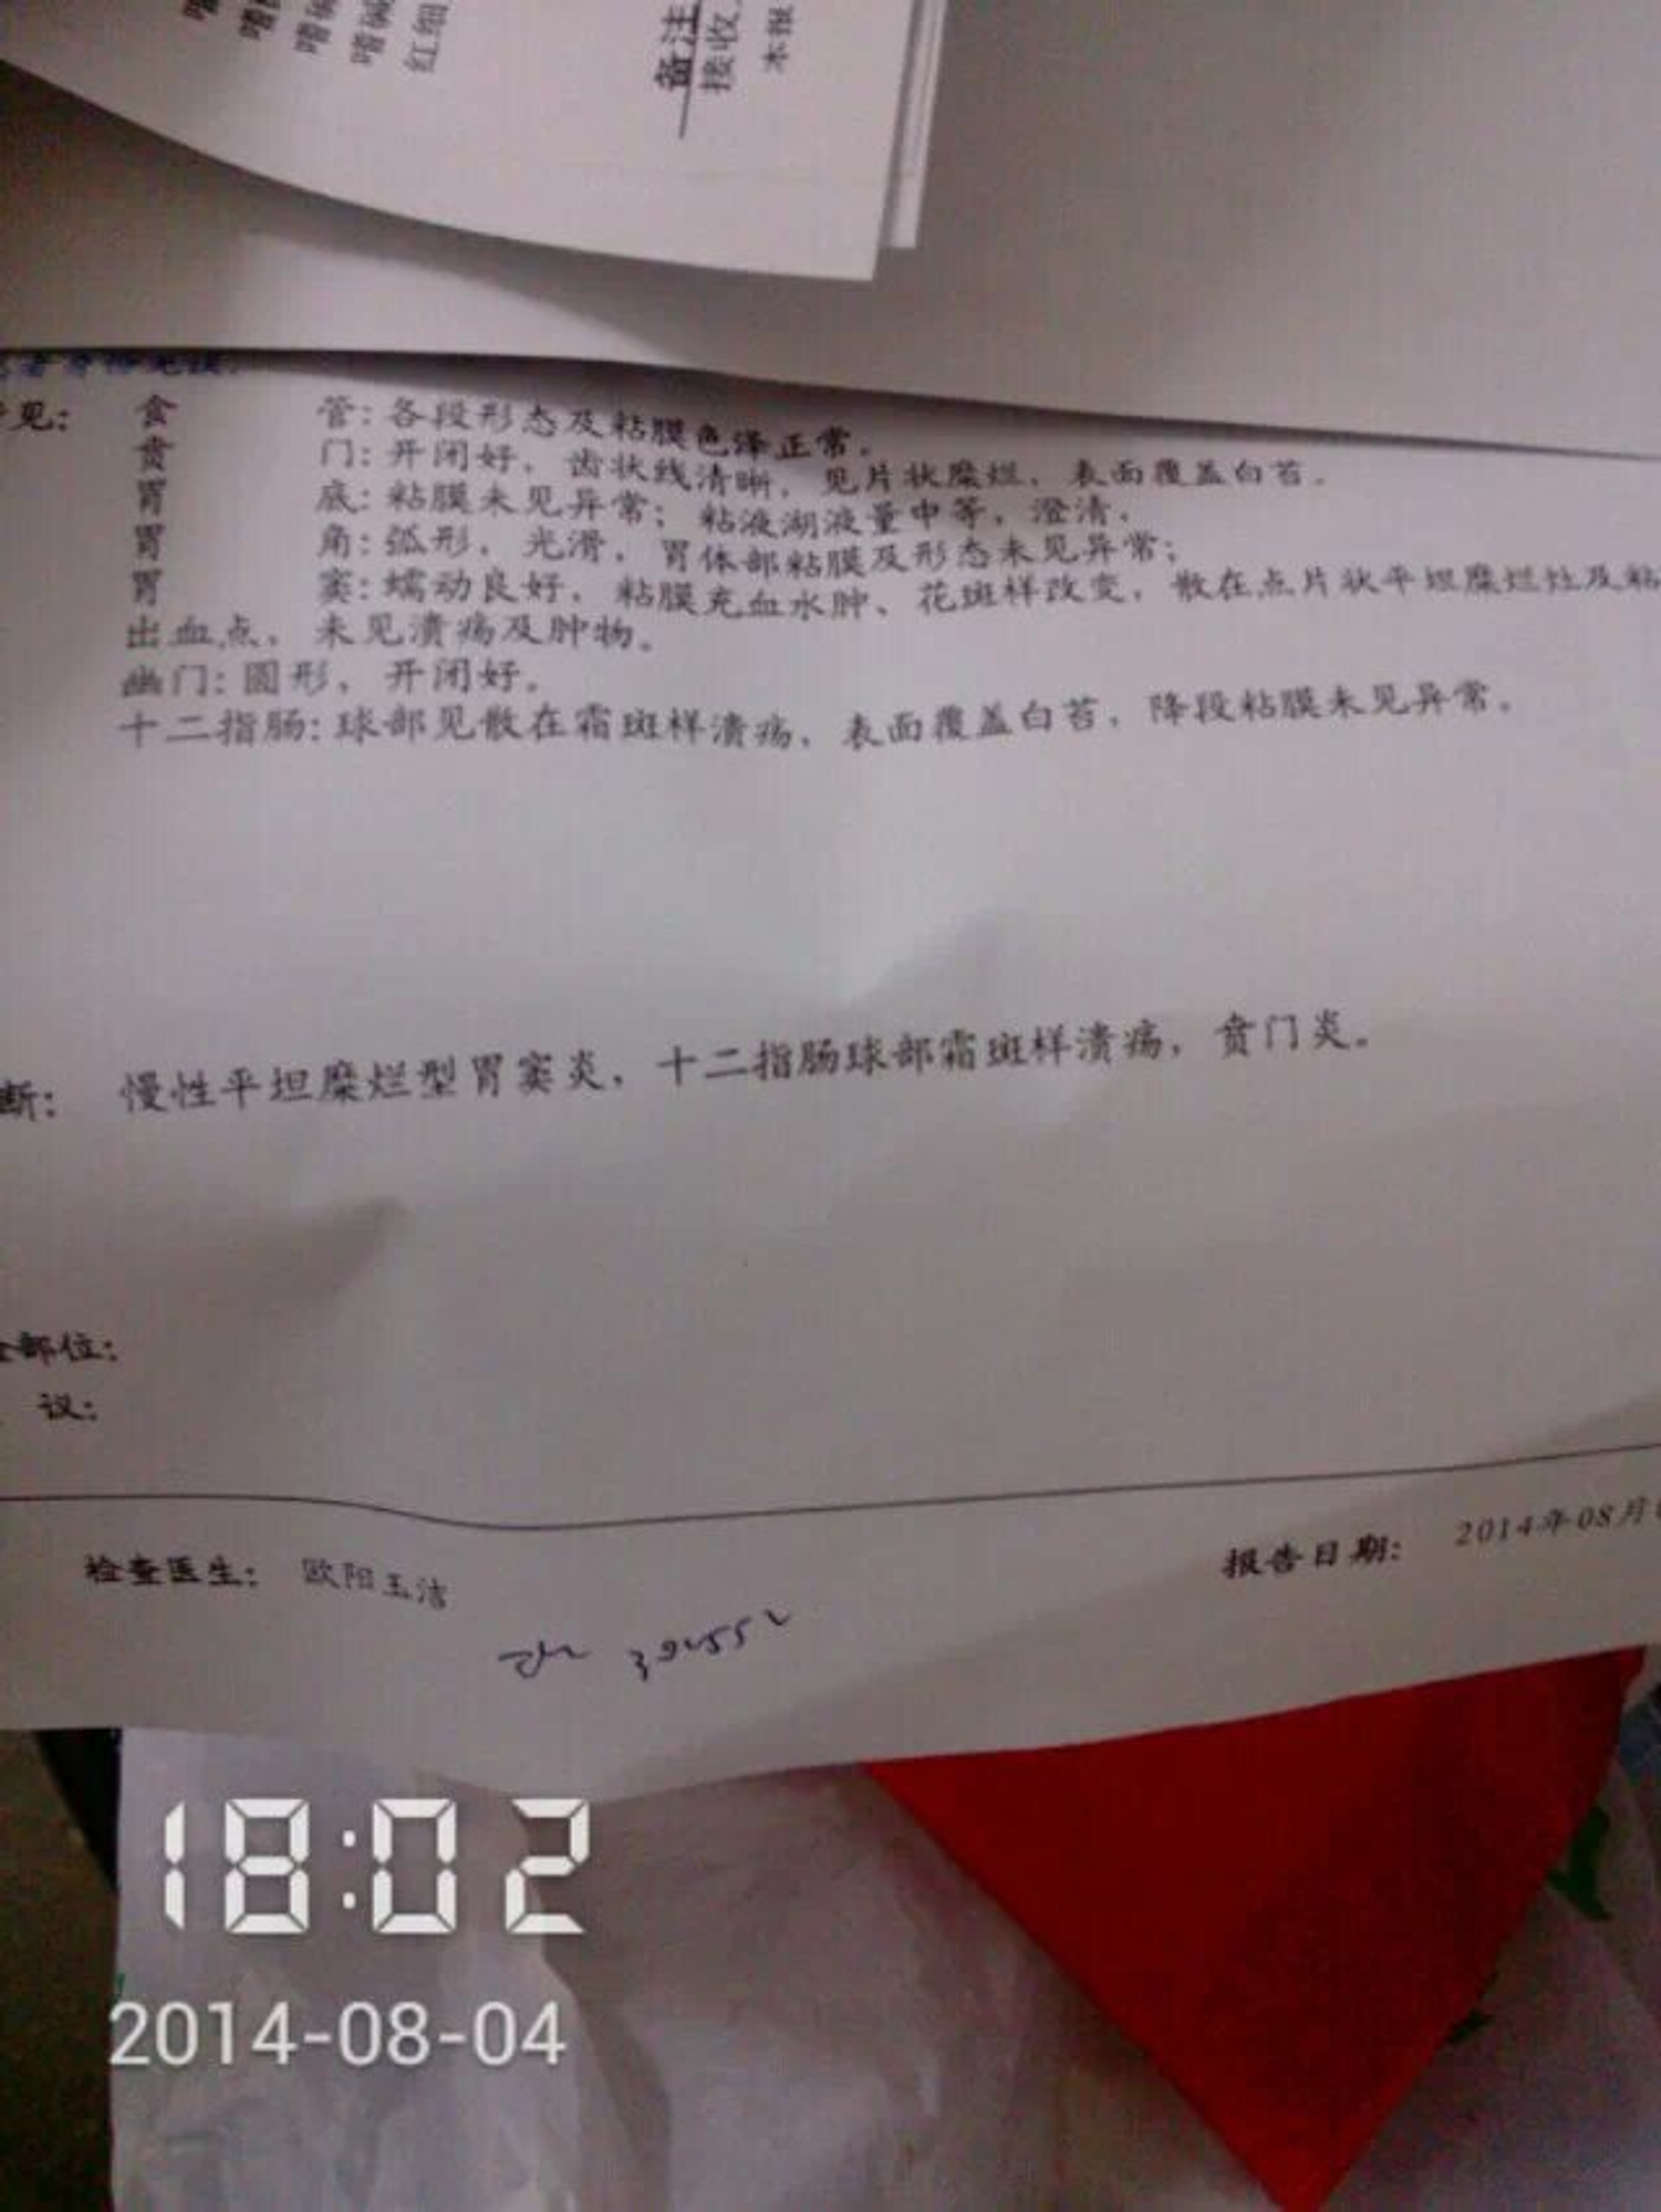 备注
接收
本报
见:
食 管: 各段形态及粘膜色泽正常。
贲 门: 开闭好, 齿状线清晰, 见片状糜烂, 表面覆盖白苔。
胃 底: 粘膜未见异常; 粘液湖液量中等, 澄清。
胃 角: 弧形, 光滑, 胃体部粘膜及形态未见异常;
胃 窦: 蠕动良好, 粘膜充血水肿、花斑样改变, 散在点片状平坦糜烂灶及粘
出血点, 未见溃疡及肿物。
幽门: 圆形, 开闭好。
十二指肠: 球部见散在霜斑样溃疡, 表面覆盖白苔, 降段粘膜未见异常。
断: 慢性平坦糜烂型胃窦炎, 十二指肠球部霜斑样溃疡, 贲门炎。
部位:
议:
检查医生: 欧阳玉洁
报告日期: 2014年08月
18:02
2014-08-04